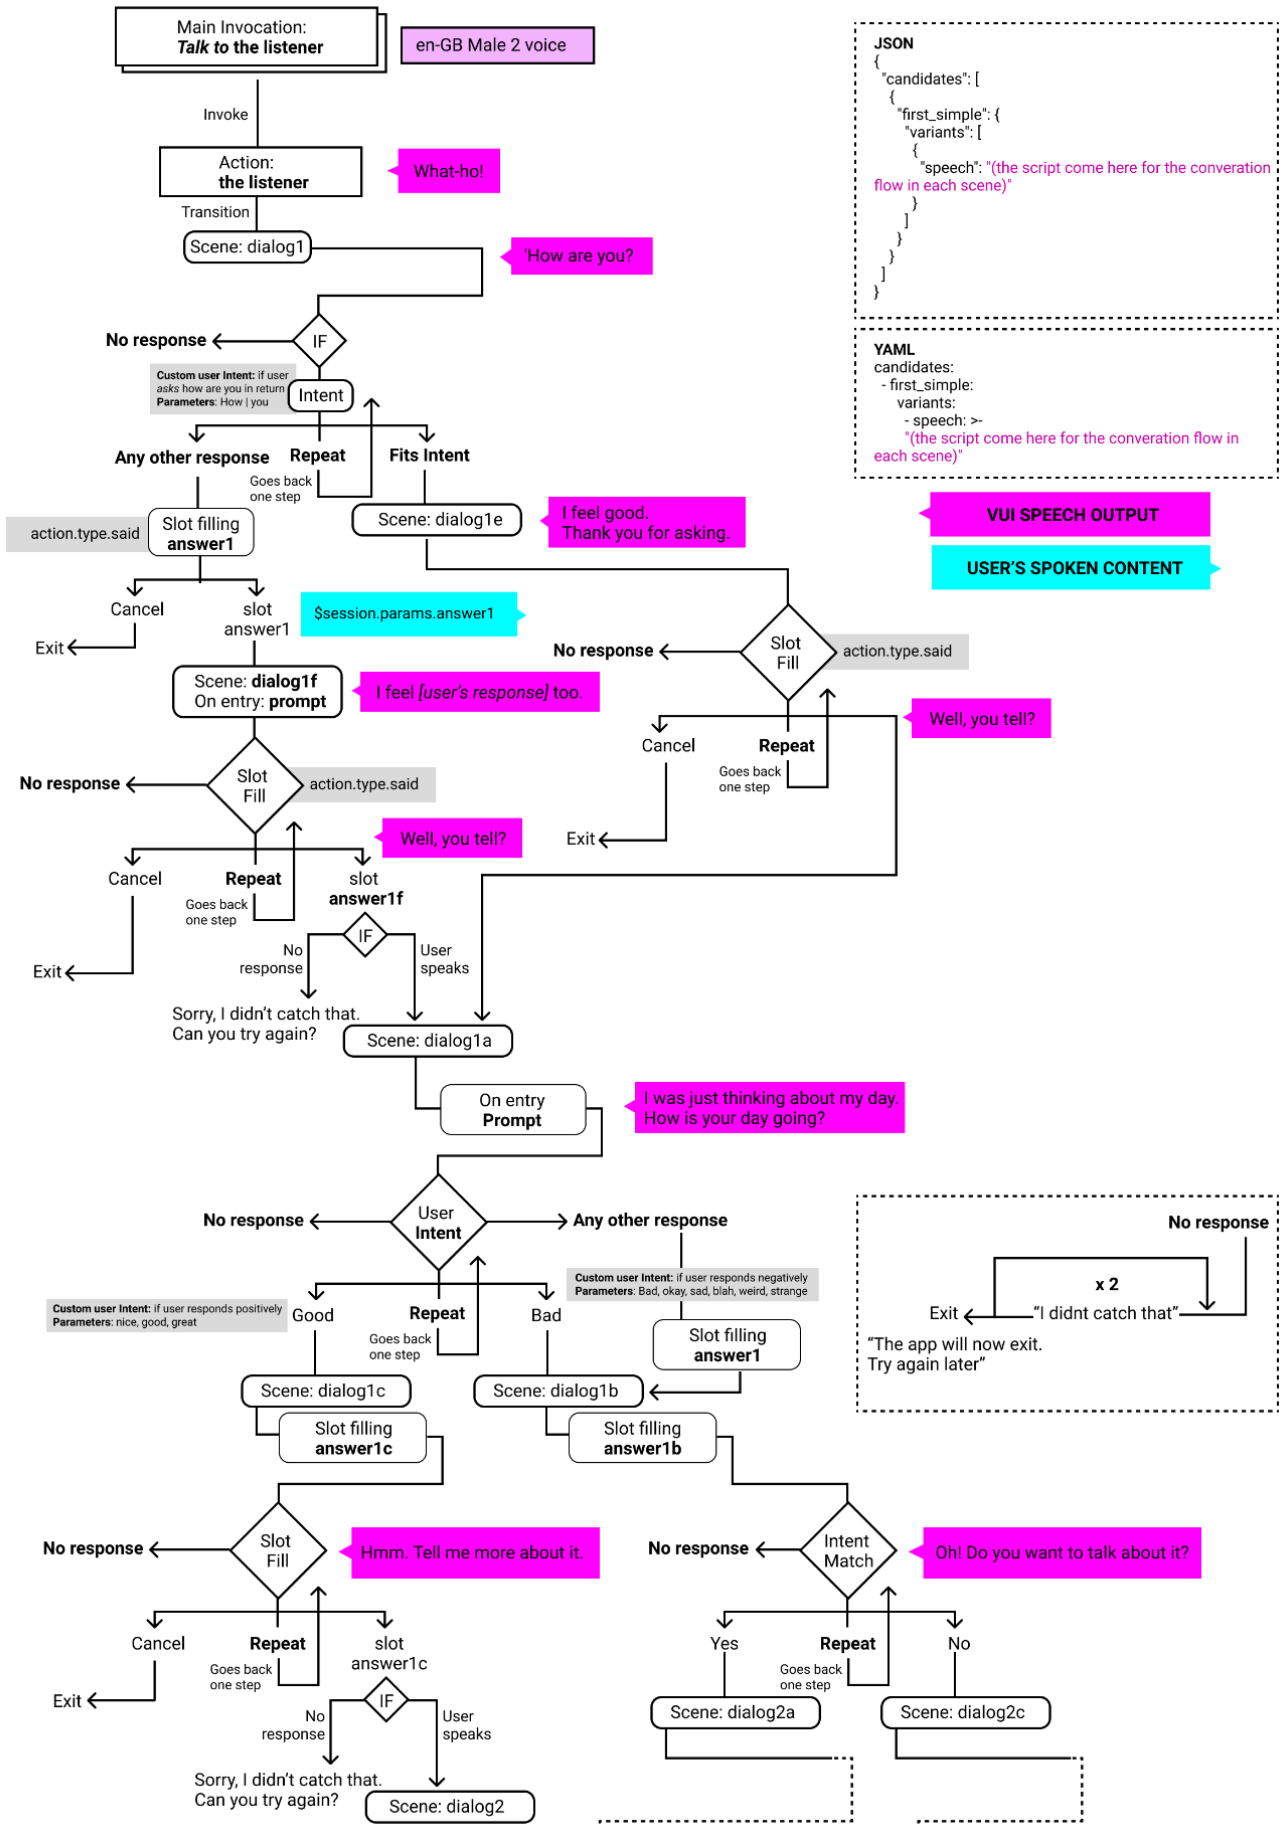 Main Invocation:
Talk to the listener
en-GB Male 2 voice
Invoke
Action:
the listener
What-ho!
Transition
Scene: dialog1
'How are you?
No response
IF
Custom user Intent: if user
asks how are you in return
Parameters: How | you
Intent
Any other response
Repeat
Fits Intent
Goes back
one step
action.type.said
Slot filling
answer1
Scene: dialog1e
I feel good.
Thank you for asking.
Cancel
slot
answer1
Exit
$session.params.answer1
Scene: dialog1f
On entry: prompt
I feel [user's response] too.
No response
Slot
Fill
action.type.said
No response
Slot
Fill
action.type.said
Well, you tell?
Cancel
Repeat
Goes back
one step
Exit
Well, you tell?
Cancel
Repeat
Goes back
one step
slot
answer1f
Exit
IF
No
response
User
speaks
Sorry, I didn't catch that.
Can you try again?
Scene: dialog1a
On entry
Prompt
I was just thinking about my day.
How is your day going?
No response
User
Intent
Any other response
Custom user Intent: if user responds positively
Parameters: nice, good, great
Good
Repeat
Goes back
one step
Bad
Custom user Intent: if user responds negatively
Parameters: Bad, okay, sad, blah, weird, strange
Slot filling
answer1
Scene: dialog1c
Scene: dialog1b
Slot filling
answer1c
Slot filling
answer1b
No response
Slot
Fill
Hmm. Tell me more about it.
No response
Intent
Match
Oh! Do you want to talk about it?
Cancel
Repeat
Goes back
one step
slot
answer1c
Exit
IF
No
response
User
speaks
Sorry, I didn't catch that.
Can you try again?
Scene: dialog2
Yes
Repeat
Goes back
one step
No
Scene: dialog2a
Scene: dialog2c
JSON
{
"candidates": [
{
"first_simple": {
"variants": [
{
"speech": "(the script come here for the converation
flow in each scene)"
}
]
}
}
]
}
YAML
candidates:
- first_simple:
variants:
- speech: >-
"(the script come here for the converation flow in
each scene)"
VUI SPEECH OUTPUT
USER'S SPOKEN CONTENT
No response
x 2
Exit
“I didnt catch that”
“The app will now exit.
Try again later”